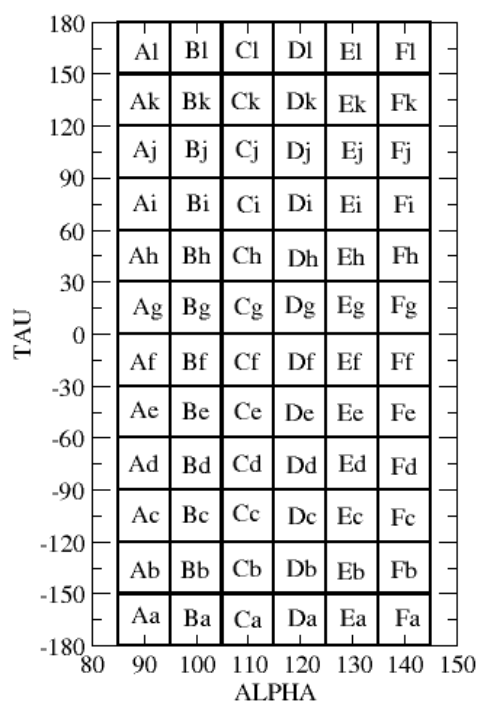 180
Al Bl Cl Dl El Fl
150
Ak Bk Ck Dk Ek Fk
120
Aj Bj Cj Dj Ej Fj
90
Ai Bi Ci Di Ei Fi
60
Ah Bh Ch Dh Eh Fh
30
Ag Bg Cg Dg Eg Fg
0
TAU
Af Bf Cf Df Ef Ff
-30
Ae Be Ce De Ee Fe
-60
Ad Bd Cd Dd Ed Fd
-90
Ac Bc Cc Dc Ec Fc
-120
Ab Bb Cb Db Eb Fb
-150
Aa Ba Ca Da Ea Fa
-180
80 90 100 110 120 130 140 150
ALPHA